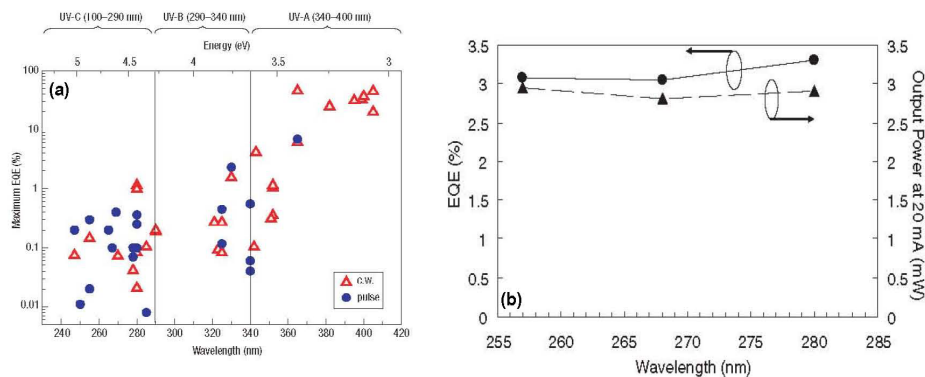 UV-C (100–290 nm) UV-B (290–340 nm) UV-A (340–400 nm)
Energy (eV)
5 4.5 4 3.5 3
(a)
Maximum EQE (%)
100
10
1
0.1
0.01
c.w.
pulse
240 260 280 300 320 340 360 380 400 420
Wavelength (nm)
(b)
EQE (%)
3.5
3
2.5
2
1.5
1
0.5
0
3.5
3
2.5
2
1.5
1
0.5
0
Output Power at 20 mA (mW)
255 260 265 270 275 280 285
Wavelength (nm)